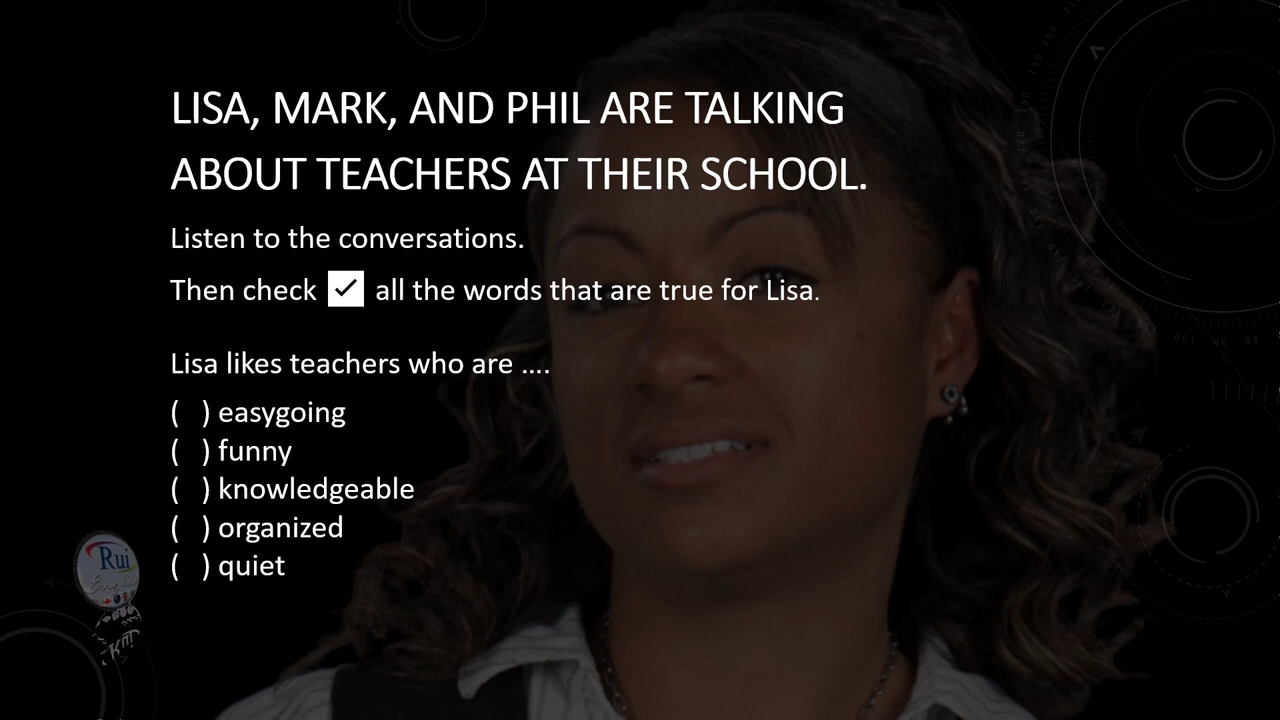 LISA, MARK, AND PHIL ARE TALKING
ABOUT TEACHERS AT THEIR SCHOOL.
Listen to the conversations.
Then check ✓ all the words that are true for Lisa.
Lisa likes teachers who are ....
( ) easygoing
( ) funny
( ) knowledgeable
( ) organized
( ) quiet
Rui